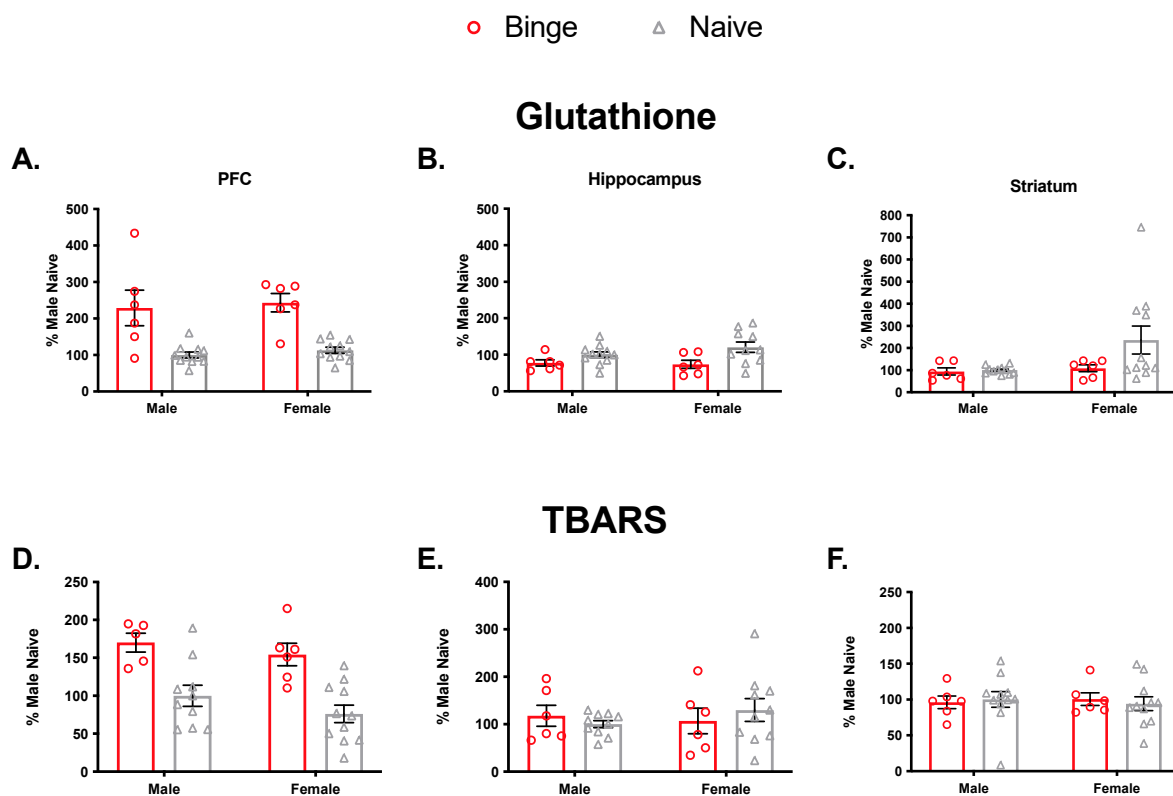 Binge Naive
Glutathione
A. B. C.
PFC Hippocampus Striatum
% Male Naive
500
400
300
200
100
0
Male Female
% Male Naive
500
400
300
200
100
0
Male Female
% Male Naive
800
700
600
500
400
300
200
100
0
Male Female
TBARS
D. E. F.
% Male Naive
250
200
150
100
50
0
Male Female
% Male Naive
400
300
200
100
0
Male Female
% Male Naive
250
200
150
100
50
0
Male Female